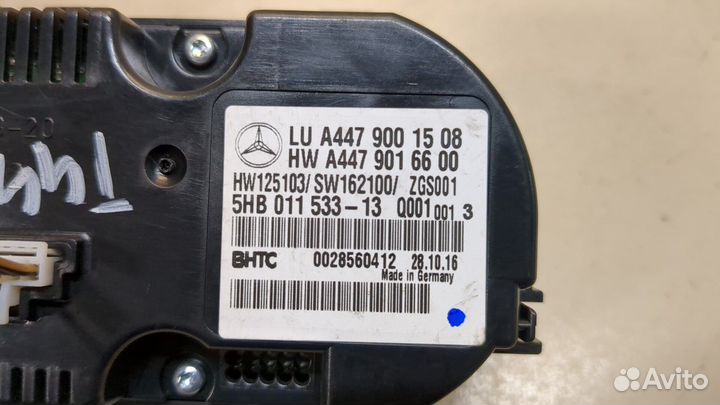 LU A447 900 15 08
HW A447 901 66 00
HW125103/ SW162100/ ZGS001
5HB 011 533-13 Q001 001 3
BHTC 0028560412 28.10.16
Made in Germany
Avito